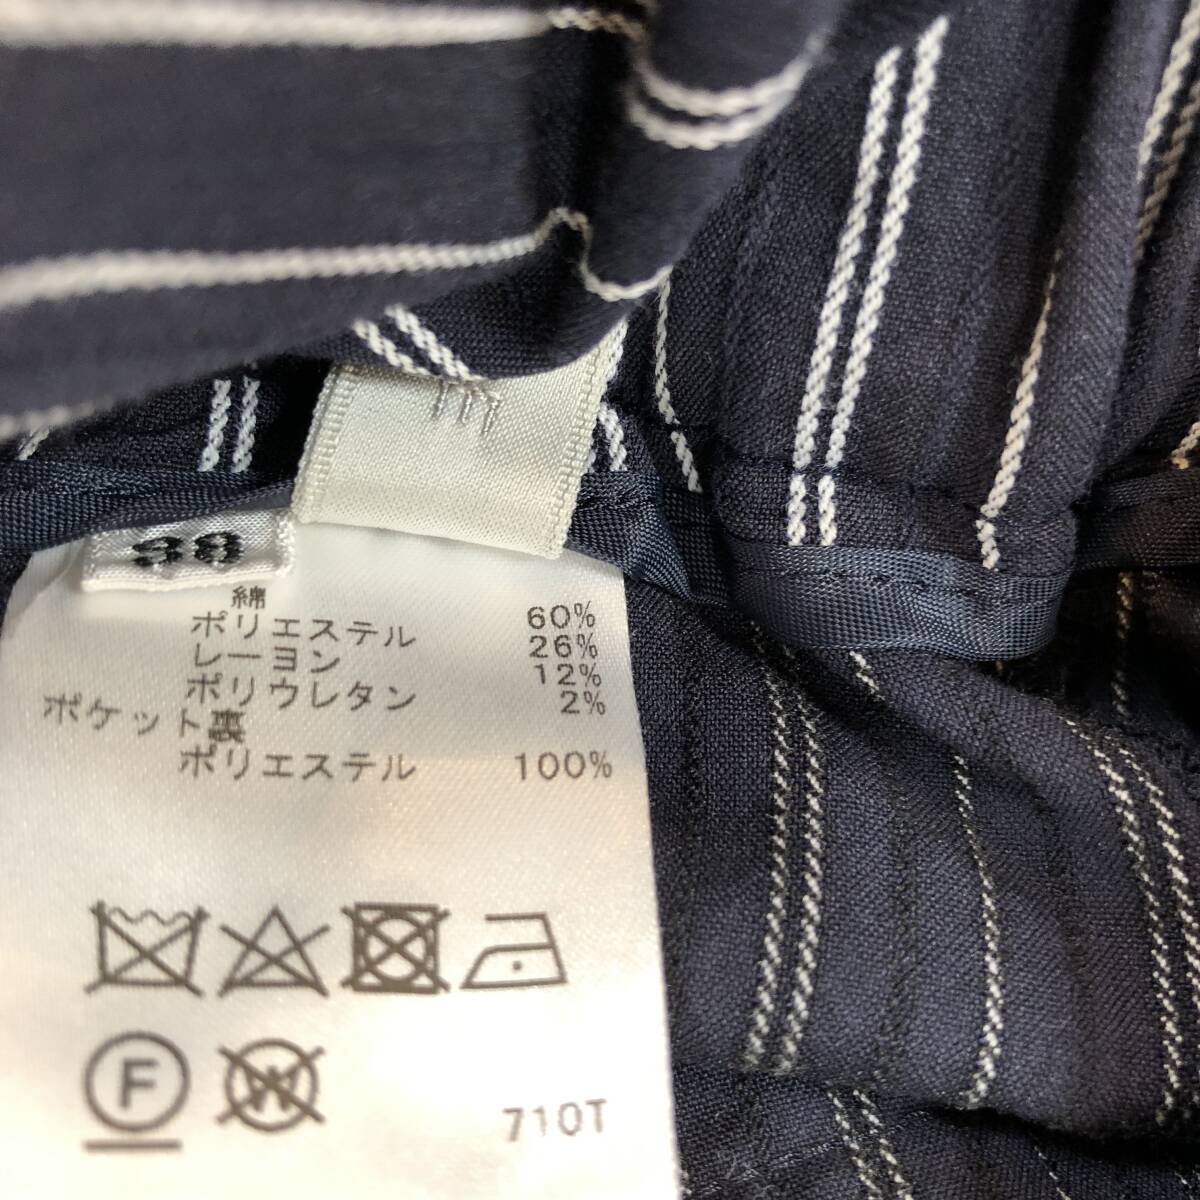 38
綿 60%
ポリエステル 26%
レーヨン 12%
ポリウレタン 2%
ポケット裏
ポリエステル 100%
F
W
710T